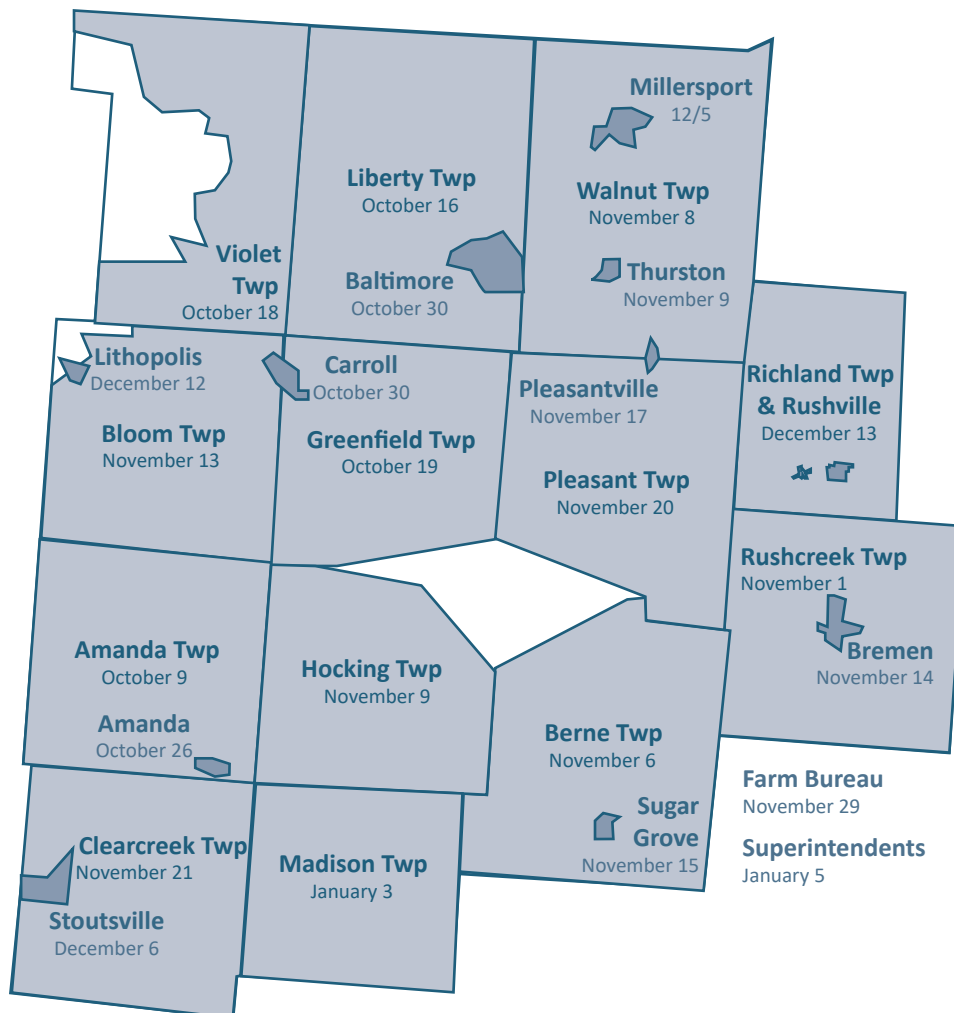 Millersport
12/5
Liberty Twp
October 16
Walnut Twp
November 8
Violet
Twp
October 18
Baltimore
October 30
Thurston
November 9
Lithopolis
December 12
Carroll
October 30
Pleasantville
November 17
Richland Twp
& Rushville
December 13
Bloom Twp
November 13
Greenfield Twp
October 19
Pleasant Twp
November 20
Rushcreek Twp
November 1
Bremen
November 14
Amanda Twp
October 9
Hocking Twp
November 9
Amanda
October 26
Berne Twp
November 6
Farm Bureau
November 29
Sugar
Grove
November 15
Clearcreek Twp
November 21
Madison Twp
January 3
Superintendents
January 5
Stoutsville
December 6